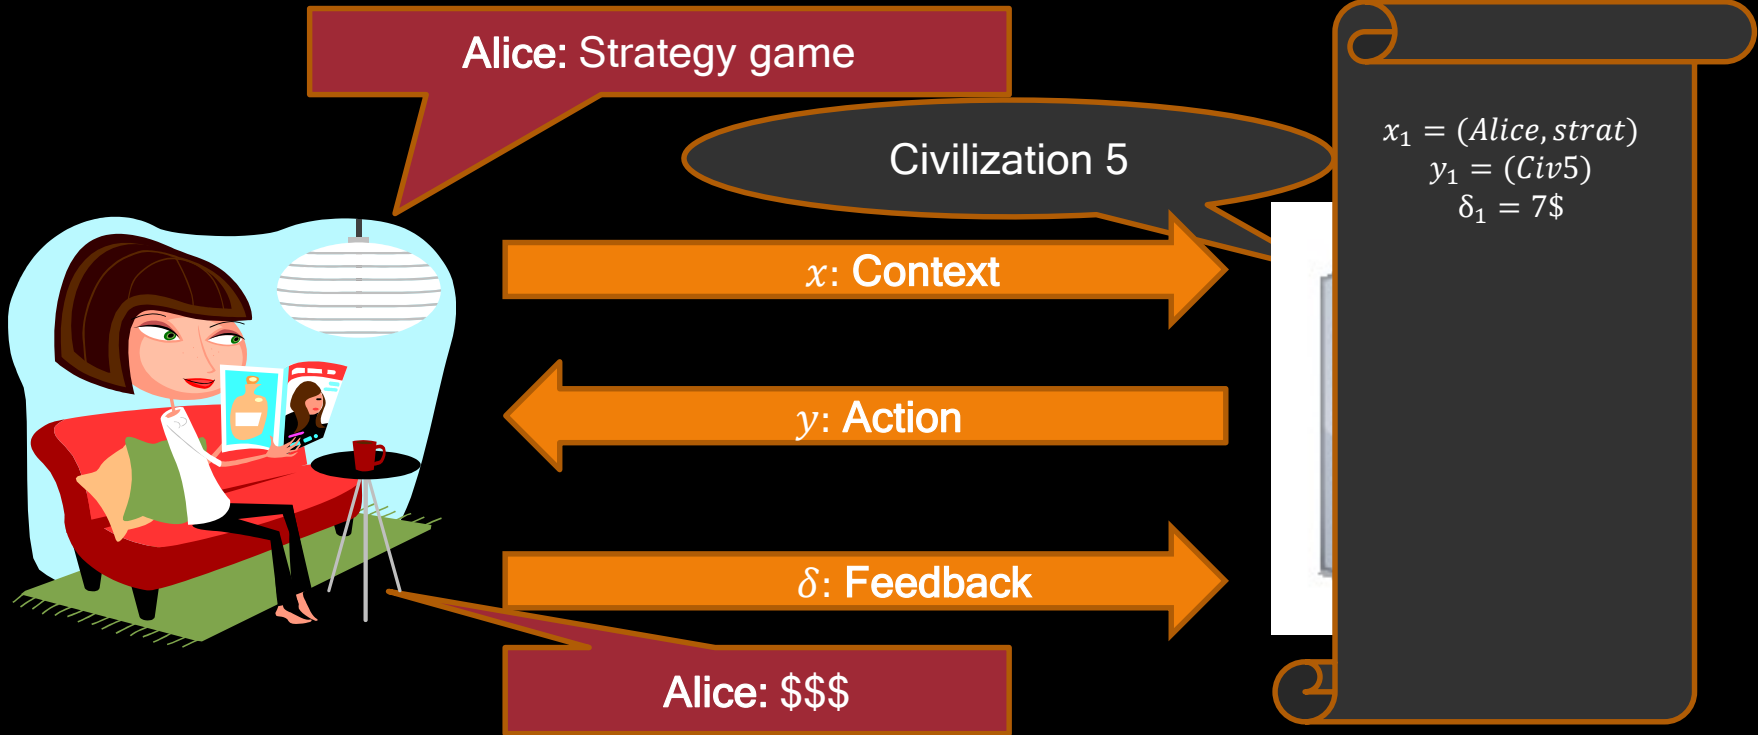 Alice: Strategy game
Civilization 5
x₁ = (Alice, strat)
y₁ = (Civ5)
δ₁ = 7$
x: Context
y: Action
δ: Feedback
Alice: $$$